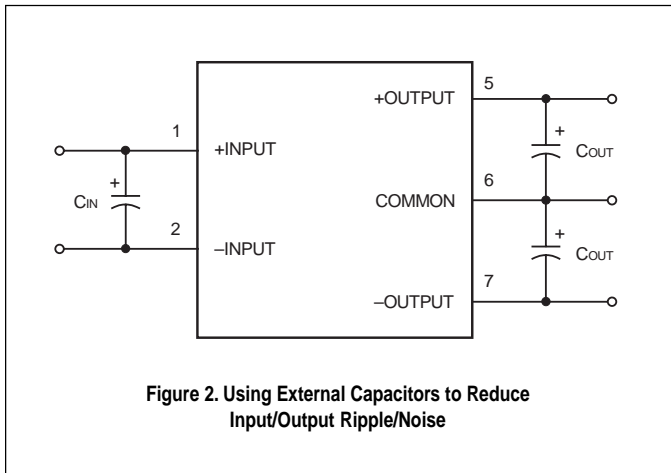 5
+OUTPUT
1
+
+INPUT
COUT
+
6
CIN
COMMON
2
+
–INPUT
COUT
7
–OUTPUT
Figure 2. Using External Capacitors to Reduce
Input/Output Ripple/Noise